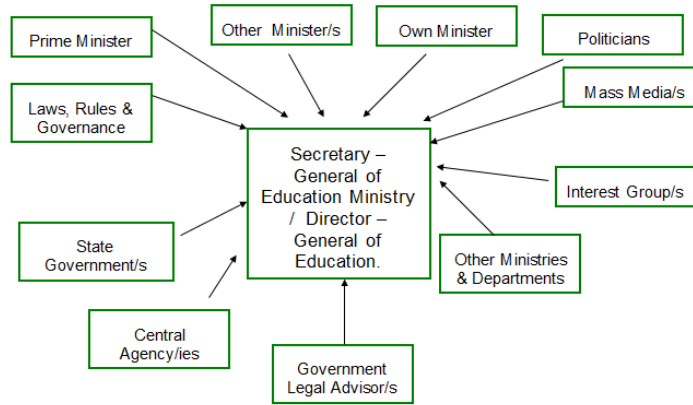 Prime Minister
Other Minister/s
Own Minister
Politicians
Mass Media/s
Laws, Rules &
Governance
Secretary –
General of
Education Ministry
/ Director –
General of
Education.
Interest Group/s
State
Government/s
Other Ministries
& Departments
Central
Agency/ies
Government
Legal Advisor/s